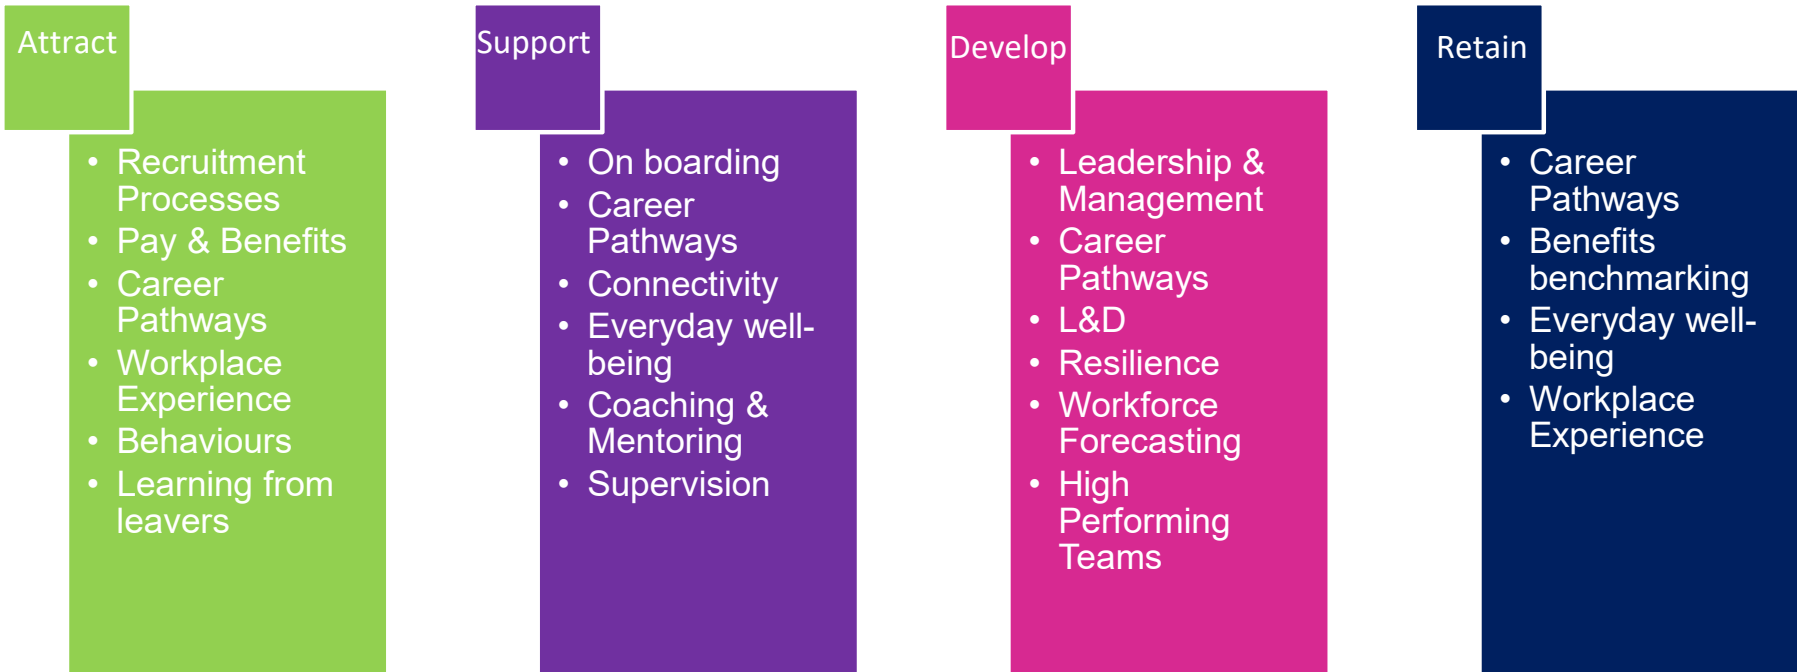 Attract
• Recruitment
Processes
• Pay & Benefits
• Career
Pathways
• Workplace
Experience
• Behaviours
• Learning from
leavers
Support
• On boarding
• Career
Pathways
• Connectivity
• Everyday well-
being
• Coaching &
Mentoring
• Supervision
Develop
• Leadership &
Management
• Career
Pathways
• L&D
• Resilience
• Workforce
Forecasting
• High
Performing
Teams
Retain
• Career
Pathways
• Benefits
benchmarking
• Everyday well-
being
• Workplace
Experience